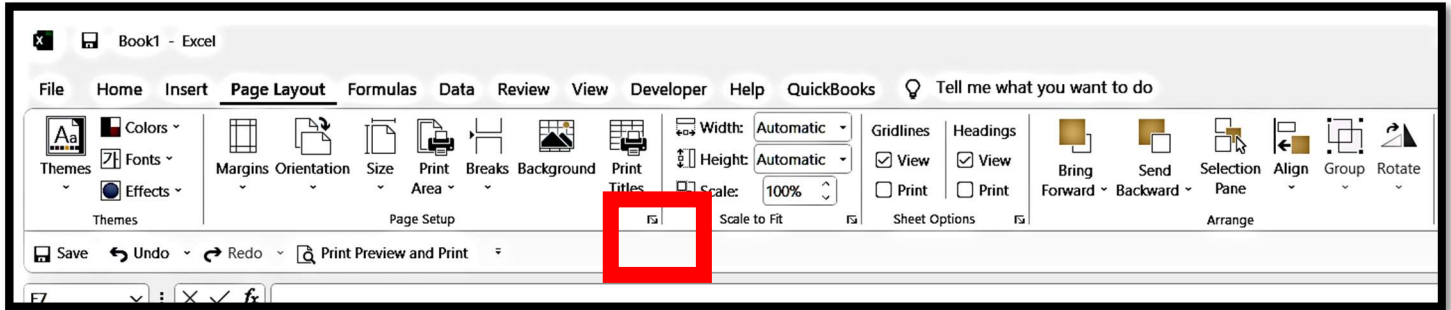 Book1 - Excel
File Home Insert Page Layout Formulas Data Review View Developer Help QuickBooks Tell me what you want to do
Aa Colors Width: Automatic Gridlines Headings
Themes 가 Fonts Margins Orientation Size Print Area Breaks Background Print Titles Height: Automatic View View Bring Forward Send Backward Selection Pane Align Group Rotate
Effects Scale: 100% Print Print
Themes Page Setup Scale to Fit Sheet Options Arrange
Save Undo Redo Print Preview and Print
fx